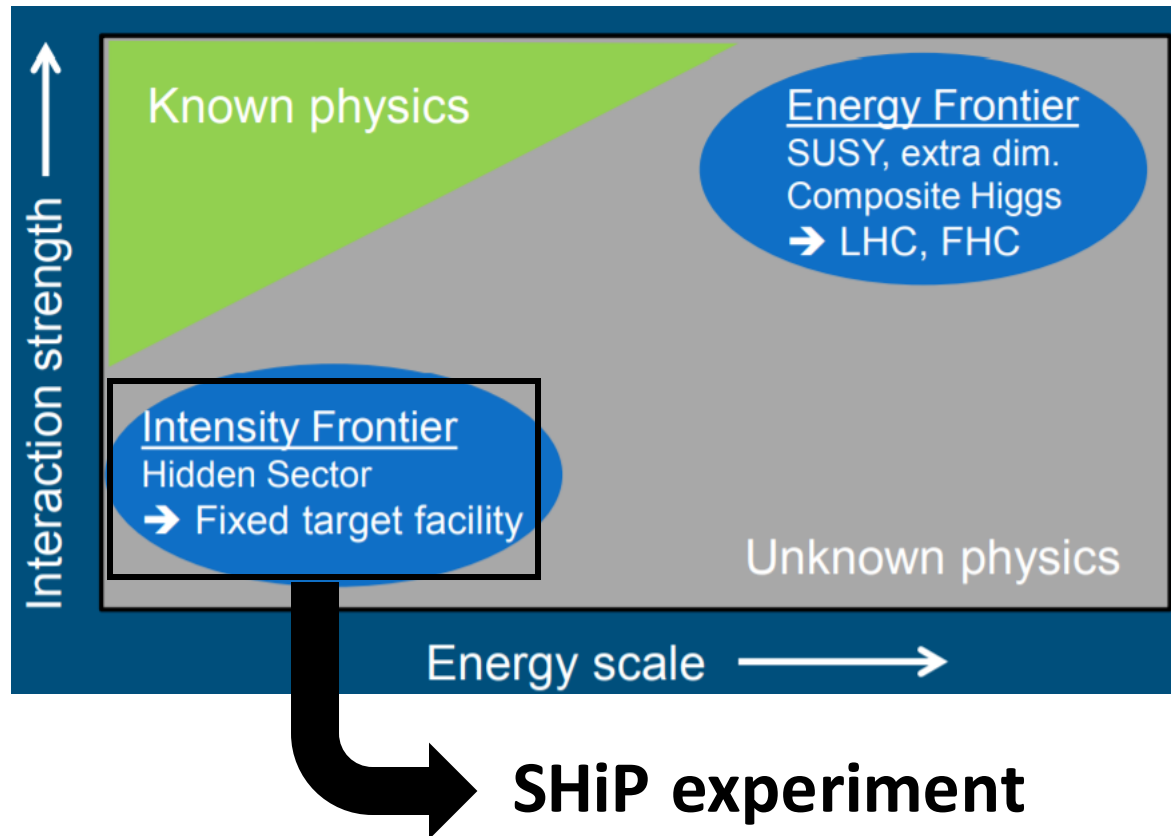 Known physics
Energy Frontier
SUSY, extra dim.
Composite Higgs
➔ LHC, FHC
Interaction strength
Intensity Frontier
Hidden Sector
➔ Fixed target facility
Unknown physics
Energy scale
SHiP experiment